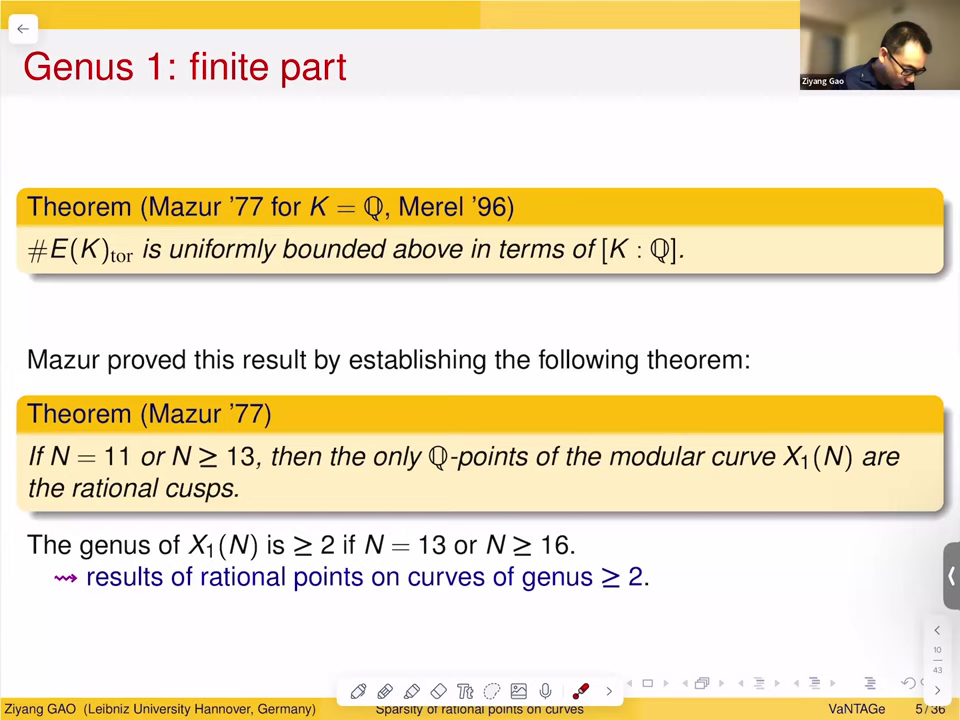 Genus 1: finite part
Ziyang Gao
Theorem (Mazur '77 for K = ℚ, Merel '96)
#E(K)tor is uniformly bounded above in terms of [K : ℚ].
Mazur proved this result by establishing the following theorem:
Theorem (Mazur '77)
If N = 11 or N ≥ 13, then the only ℚ-points of the modular curve X₁(N) are
the rational cusps.
The genus of X₁(N) is ≥ 2 if N = 13 or N ≥ 16.
⇝ results of rational points on curves of genus ≥ 2.
10
43
Tt
Ziyang GAO (Leibniz University Hannover, Germany) Sparsity of rational points on curves VaNTAGe 5 / 36